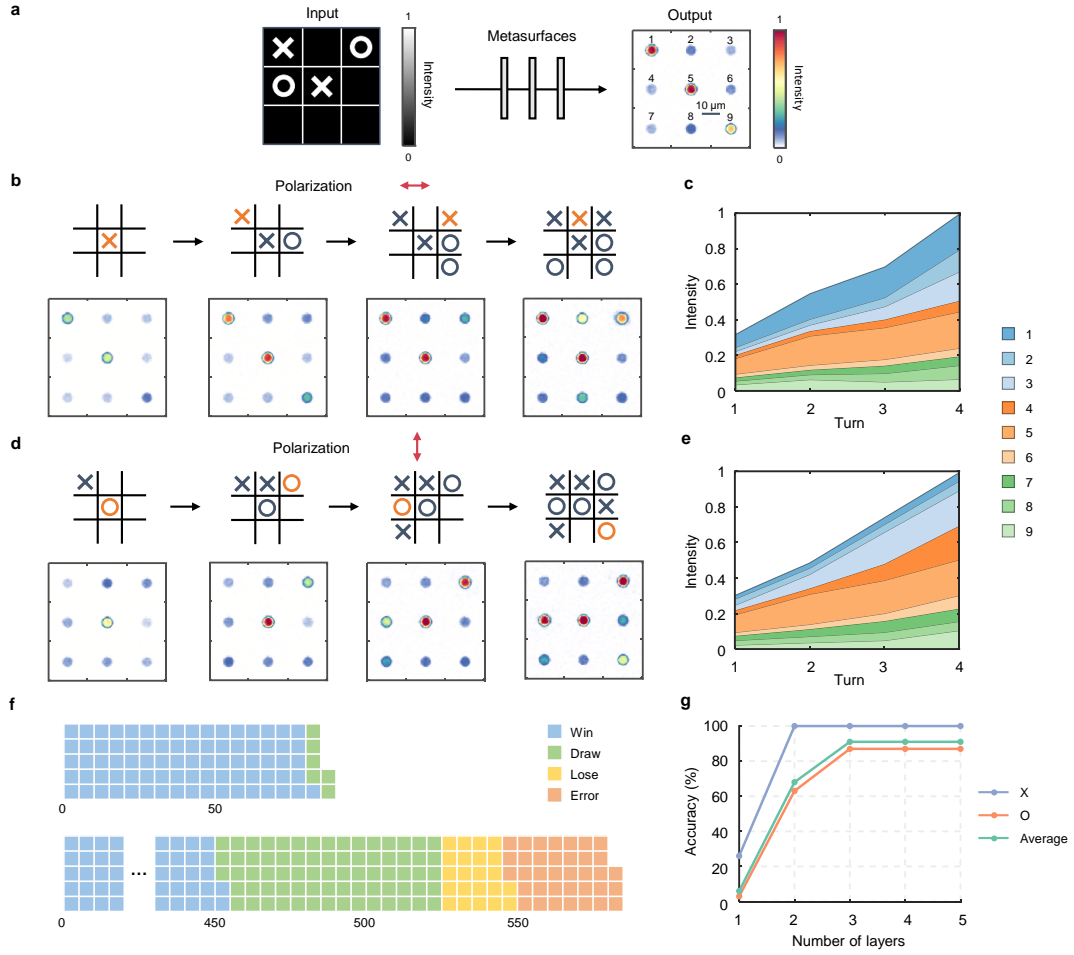 a
Input
1
Intensity
0
Metasurfaces
Output
1 2 3
4 5 6
10 μm
7 8 9
1
Intensity
0
b
Polarization
c
1
0.8
0.6
0.4
0.2
0
Intensity
1 2 3 4
Turn
d
Polarization
e
1
0.8
0.6
0.4
0.2
0
Intensity
1 2 3 4
Turn
1
2
3
4
5
6
7
8
9
f
0 50
Win
Draw
Lose
Error
...
0 450 500 550
g
100
80
60
40
20
0
Accuracy (%)
1 2 3 4 5
Number of layers
X
O
Average